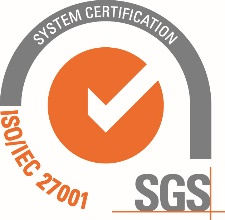 SYSTEM CERTIFICATION
ISO/IEC 27001
SGS